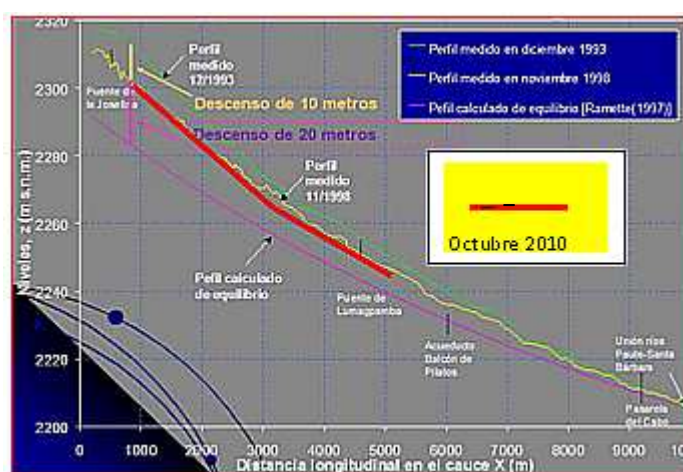 2320
2300
2280
2260
2240
2220
2200
Niveles, z (m s.n.m.)
Perfil
medido
12/1993
Puente de
la Josefina
Descenso de 10 metros
Descenso de 20 metros
Perfil medido en diciembre 1993
Perfil medido en noviembre 1998
Perfil calculado de equilibrio [Ramette(1997)]
Perfil
medido
11/1998
Octubre 2010
Perfil calculado
de equilibrio
Puente de
Lumagpamba
Acueducto
Balcón de
Pilatos
Unión ríos
Paute-Santa
Bárbara
Pasarela
del Cabo
0 1000 2000 3000 4000 5000 6000 7000 8000 9000
Distancia longitudinal en el cauce X (m)